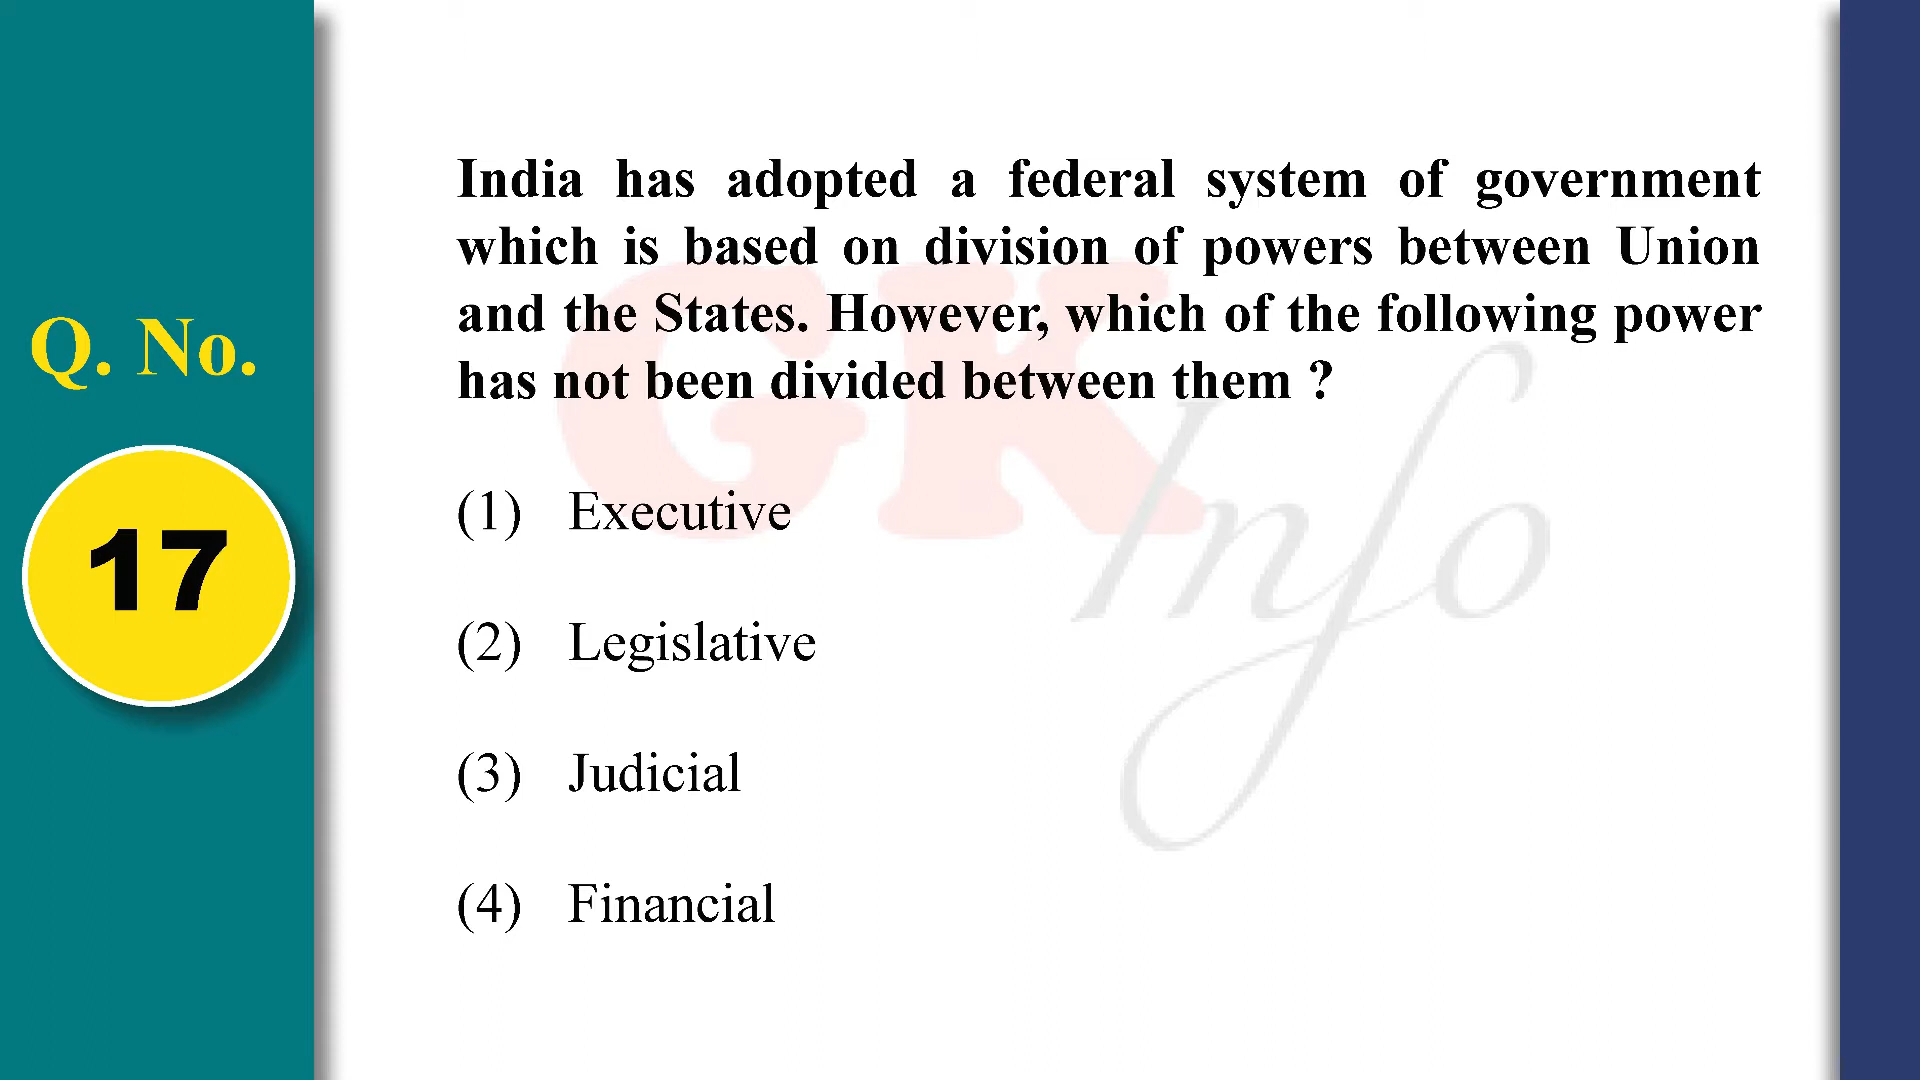 Q. No.
17
India has adopted a federal system of government
which is based on division of powers between Union
and the States. However, which of the following power
has not been divided between them ?
(1) Executive
(2) Legislative
(3) Judicial
(4) Financial
GK Info